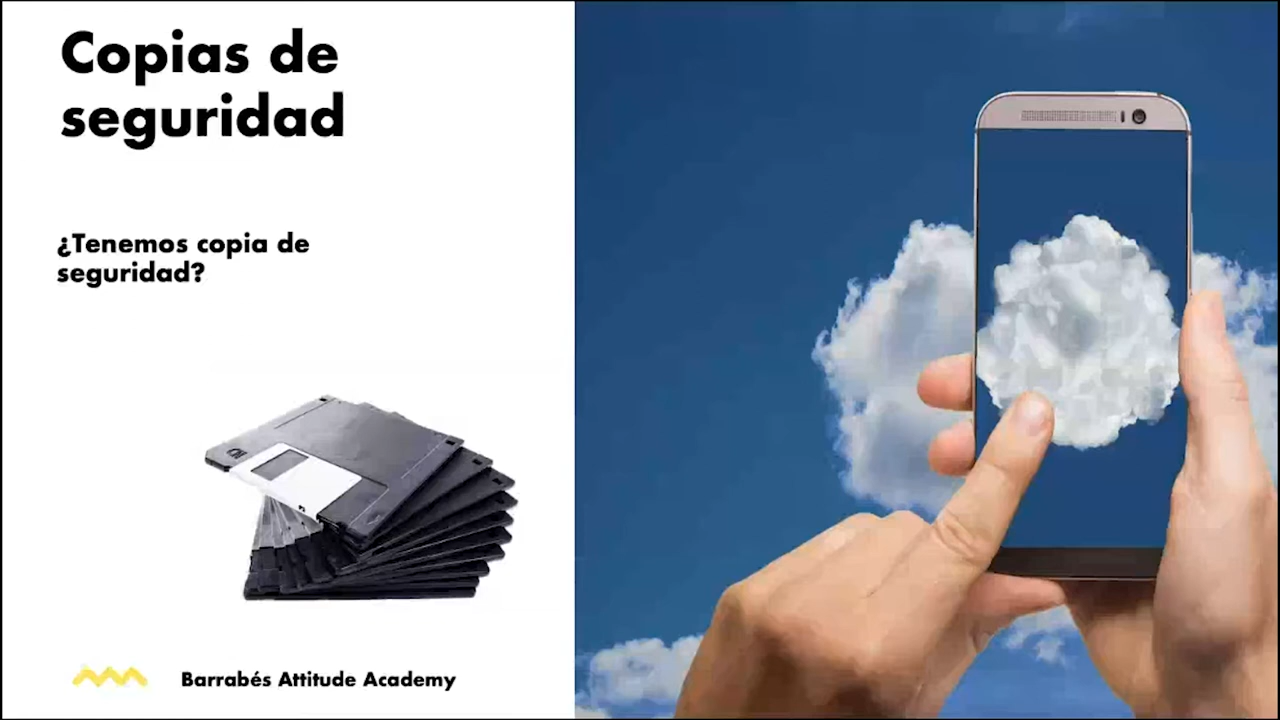 Copias de
seguridad
¿Tenemos copia de
seguridad?
Barrabés Attitude Academy